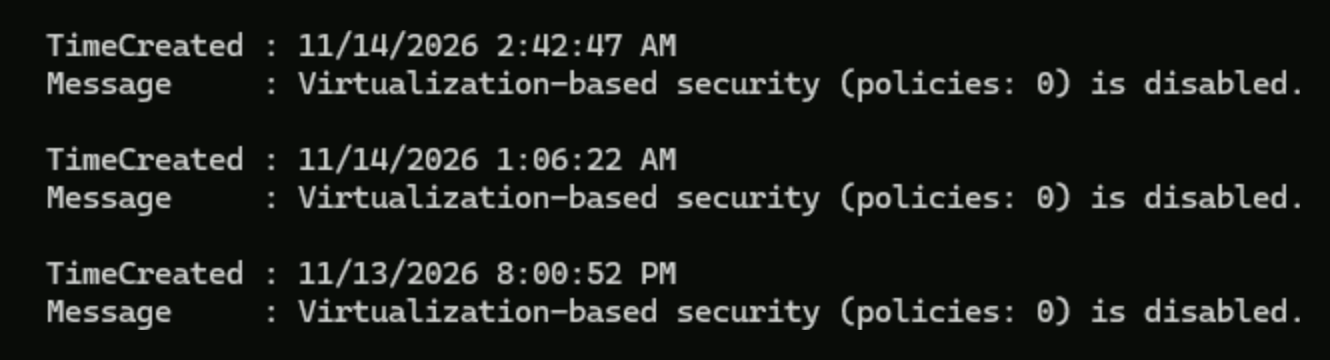 TimeCreated : 11/14/2026 2:42:47 AM
Message     : Virtualization-based security (policies: 0) is disabled.
TimeCreated : 11/14/2026 1:06:22 AM
Message     : Virtualization-based security (policies: 0) is disabled.
TimeCreated : 11/13/2026 8:00:52 PM
Message     : Virtualization-based security (policies: 0) is disabled.